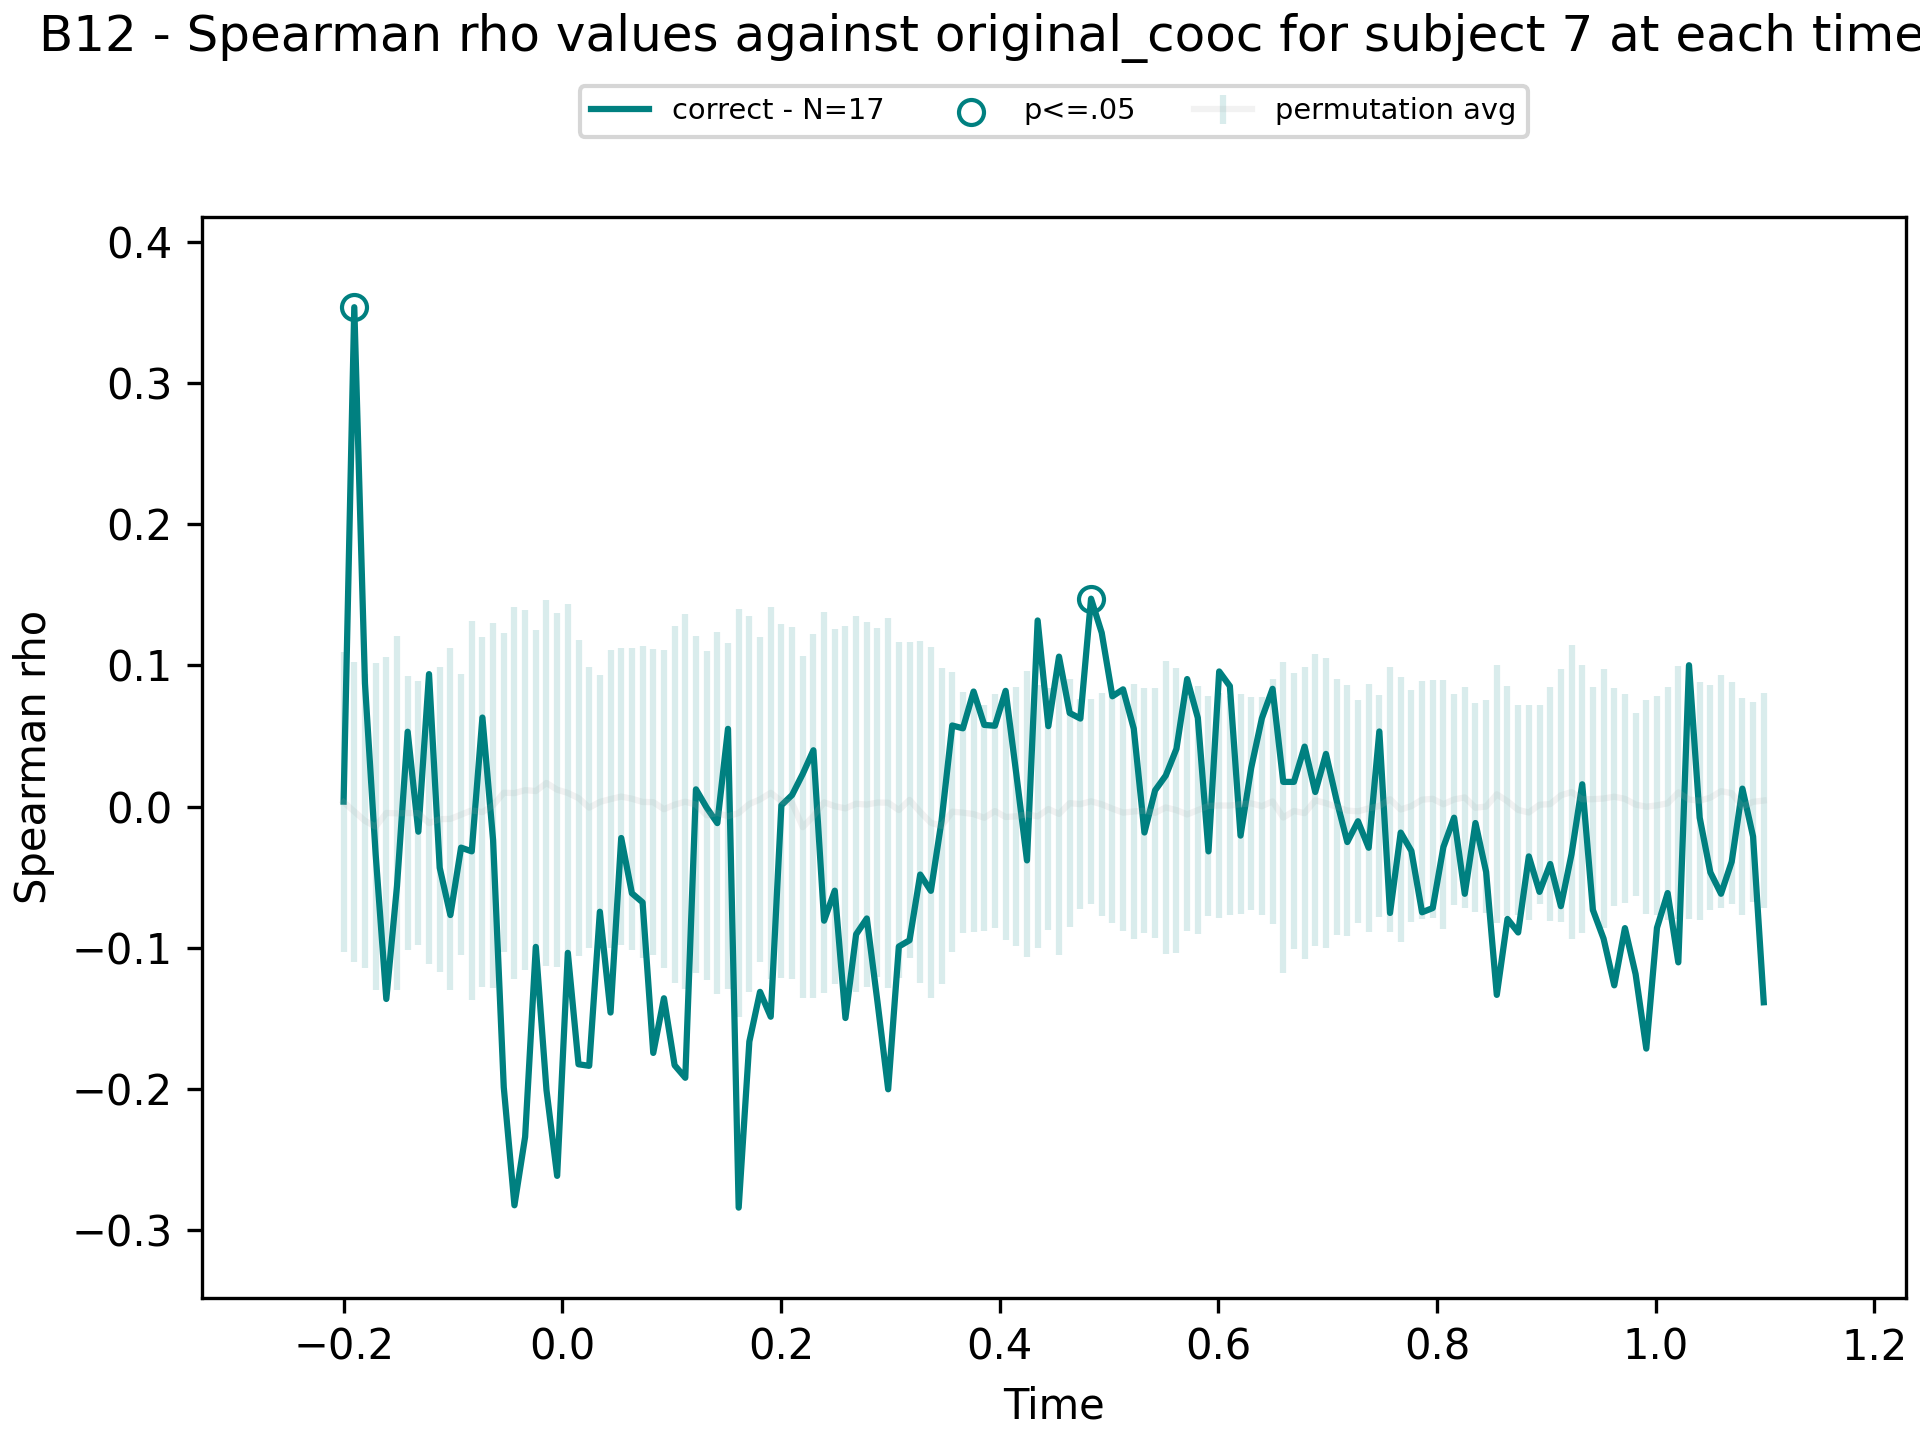 B12 - Spearman rho values against original_cooc for subject 7 at each time
correct - N=17 p<=.05 permutation avg
0.4
0.3
0.2
0.1
0.0
−0.1
−0.2
−0.3
Spearman rho
−0.2 0.0 0.2 0.4 0.6 0.8 1.0 1.2
Time